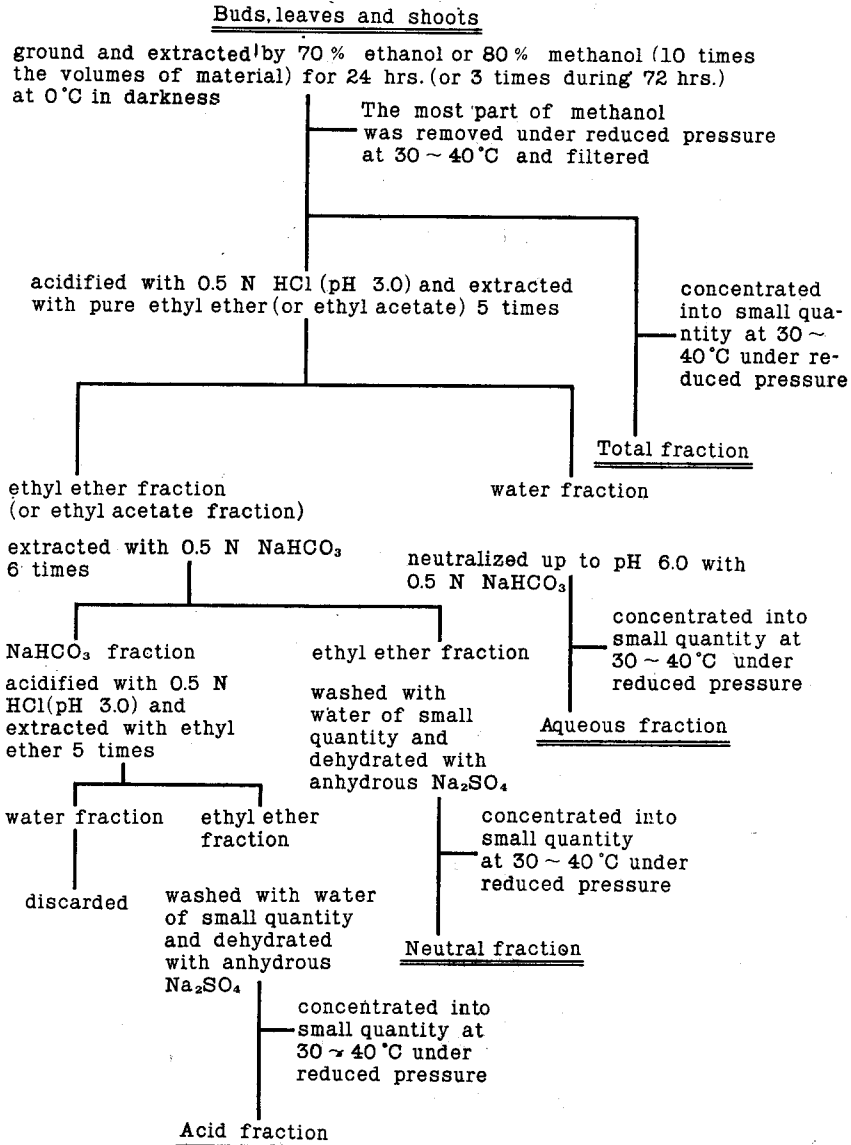 Buds, leaves and shoots
ground and extracted by 70 % ethanol or 80 % methanol (10 times
the volumes of material) for 24 hrs. (or 3 times during 72 hrs.)
at 0°C in darkness
The most part of methanol
was removed under reduced pressure
at 30 ~ 40°C and filtered
acidified with 0.5 N HCl (pH 3.0) and extracted
with pure ethyl ether (or ethyl acetate) 5 times
concentrated
into small qua-
ntity at 30 ~
40°C under re-
duced pressure
Total fraction
ethyl ether fraction
(or ethyl acetate fraction)
water fraction
extracted with 0.5 N NaHCO₃
6 times
neutralized up to pH 6.0 with
0.5 N NaHCO₃
concentrated into
small quantity at
30 ~ 40°C under
reduced pressure
Aqueous fraction
NaHCO₃ fraction
acidified with 0.5 N
HCl(pH 3.0) and
extracted with ethyl
ether 5 times
ethyl ether fraction
washed with
water of small
quantity and
dehydrated with
anhydrous Na₂SO₄
water fraction
ethyl ether
fraction
concentrated into
small quantity
at 30 ~ 40°C under
reduced pressure
discarded
washed with water
of small quantity
and dehydrated
with anhydrous
Na₂SO₄
Neutral fraction
concentrated into
small quantity at
30 ~ 40°C under
reduced pressure
Acid fraction